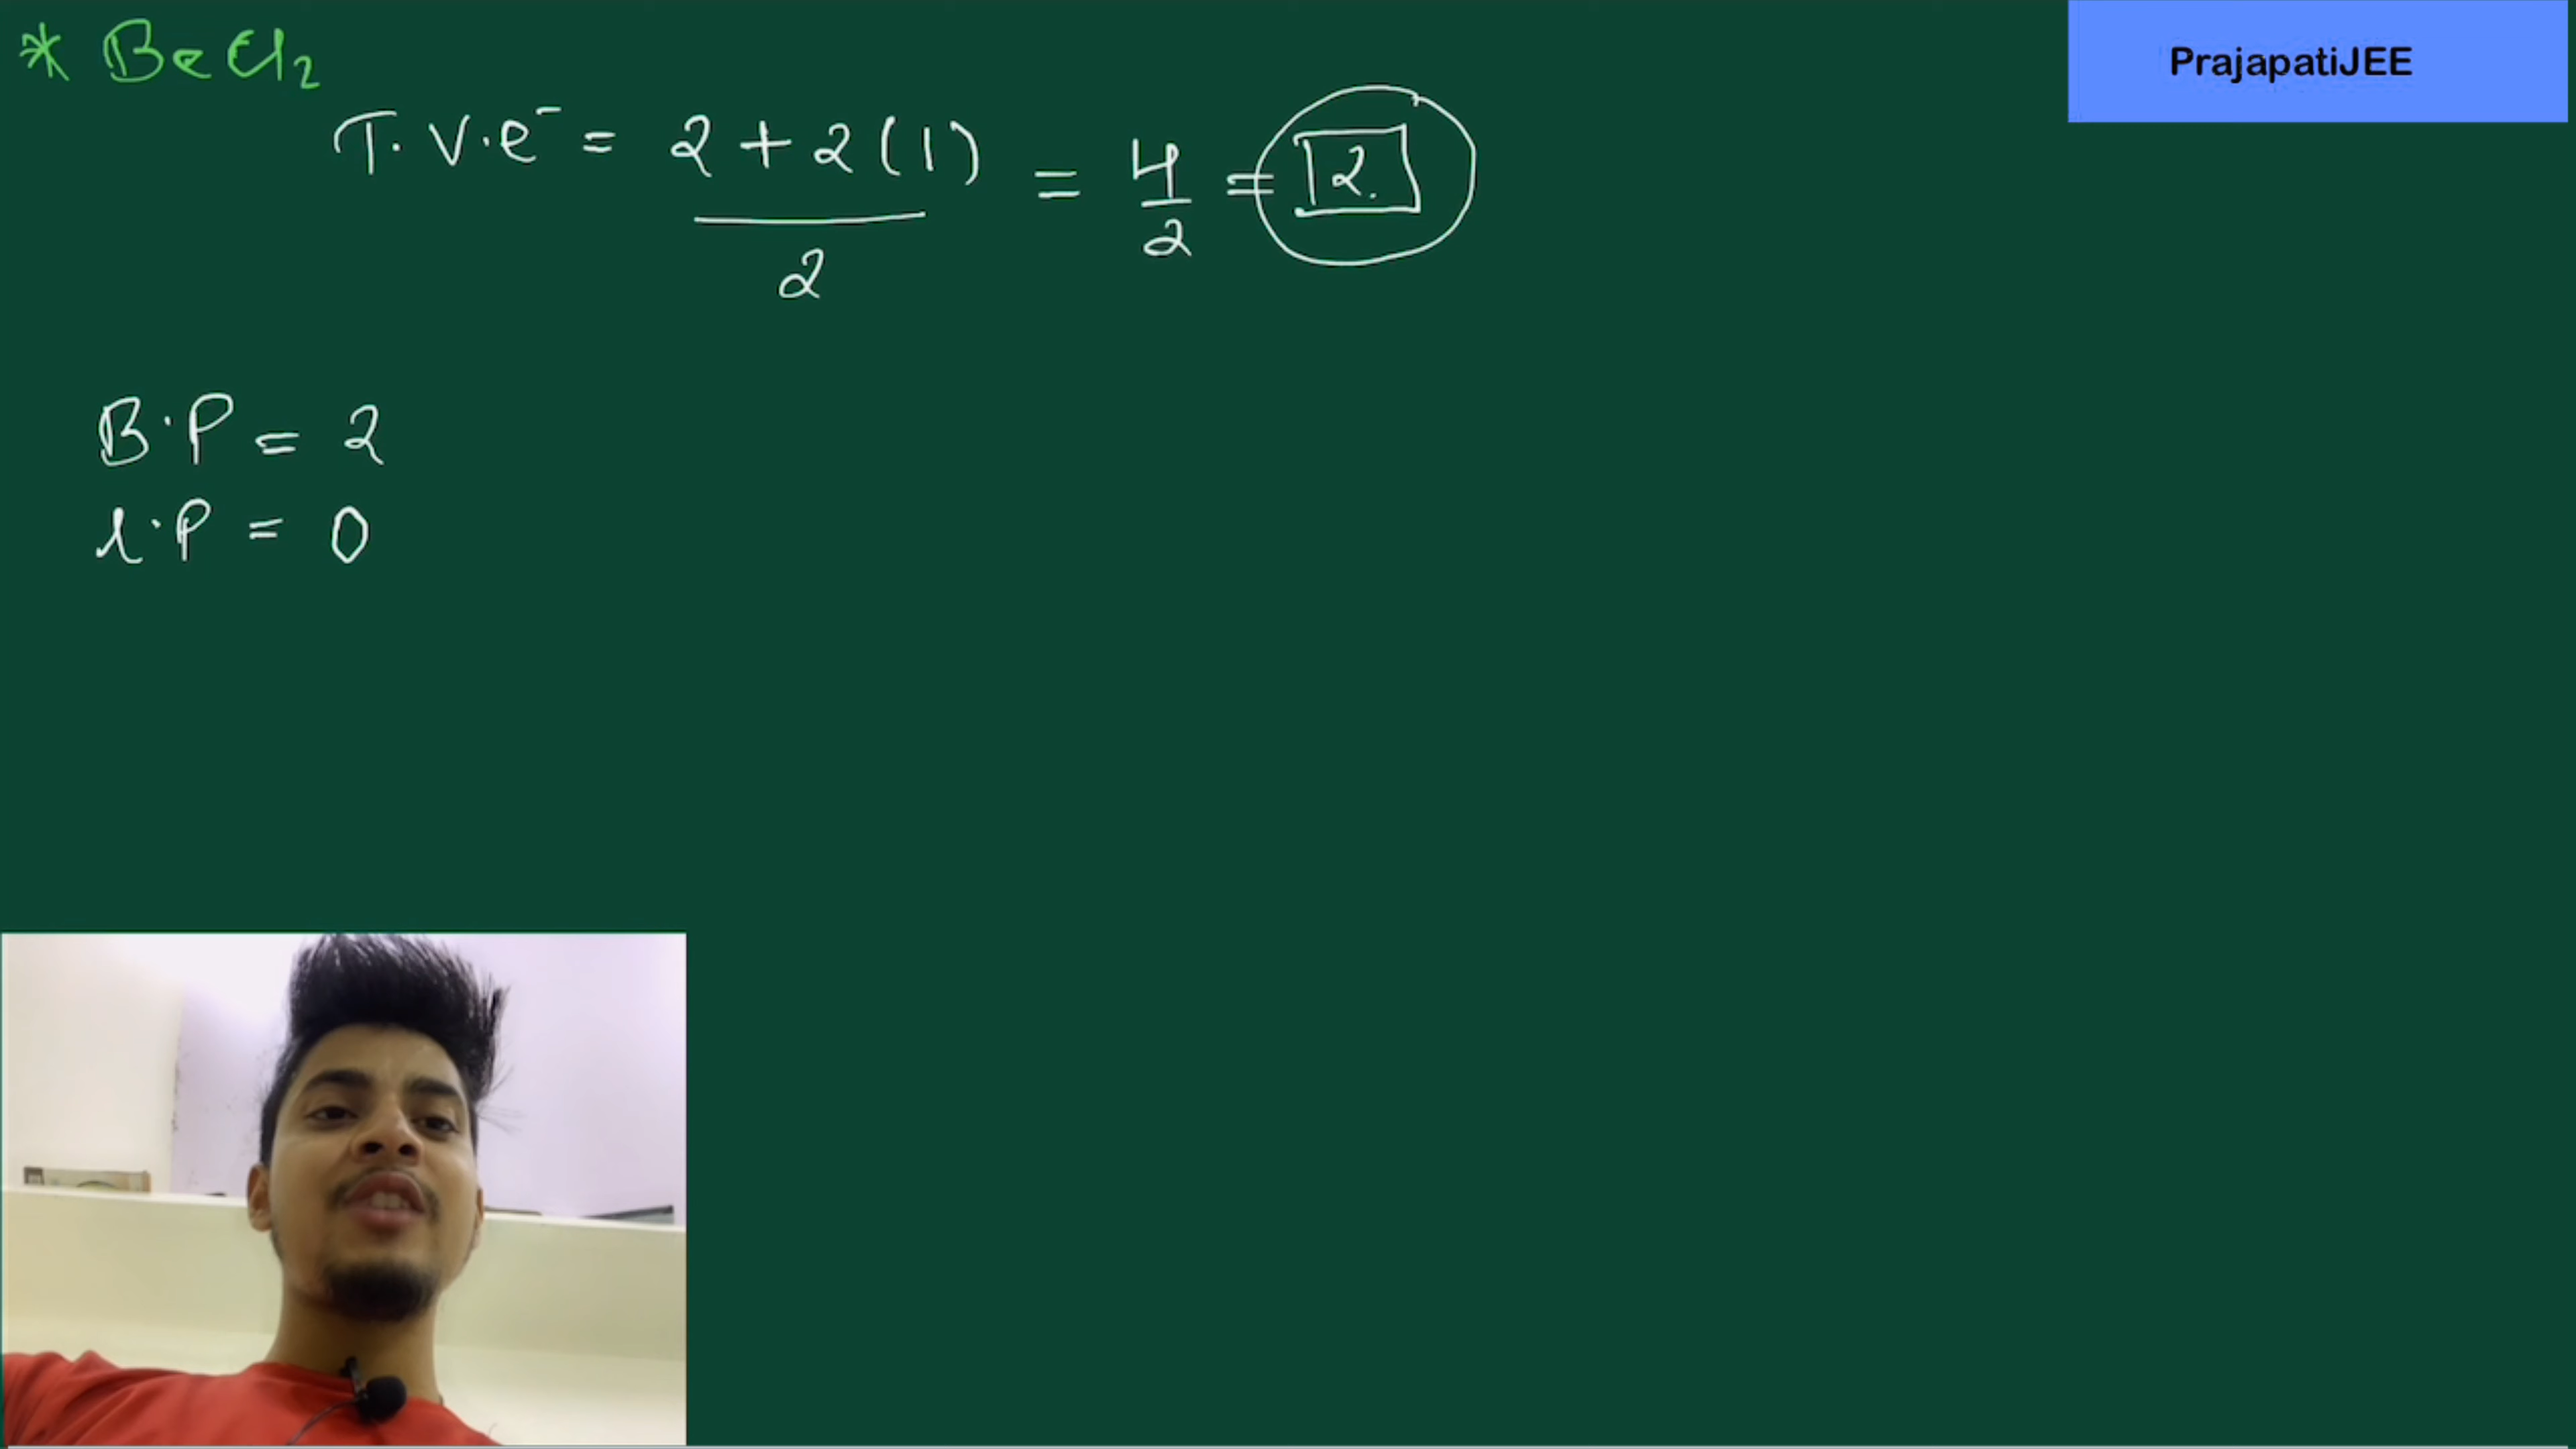 * BeCl₂
PrajapatiJEE
T.V.e⁻ = 2 + 2(1) / 2 = 4/2 = 2.
B.P = 2
l.P = 0